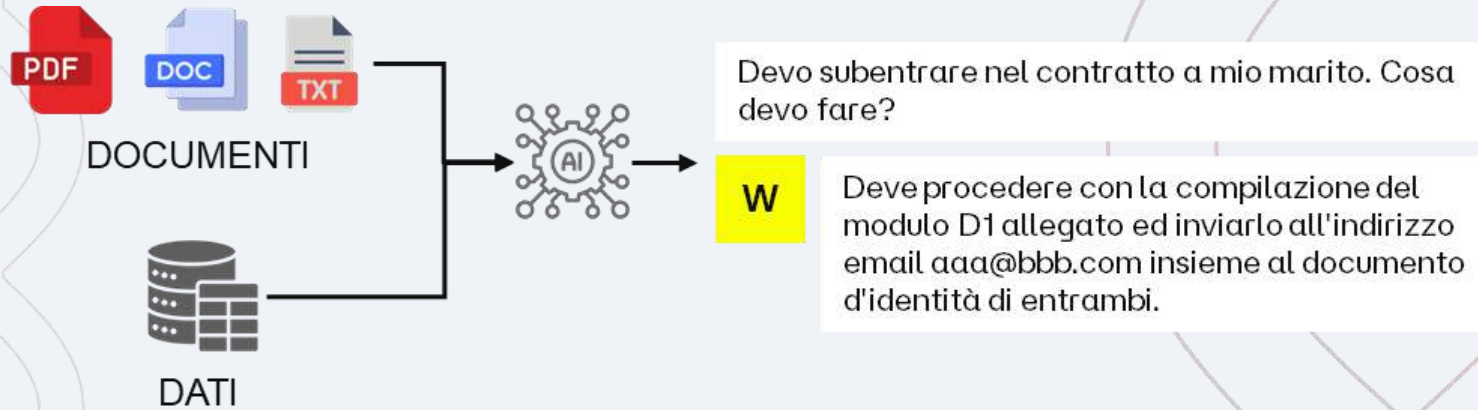 PDF
DOC
TXT
DOCUMENTI
AI
DATI
Devo subentrare nel contratto a mio marito. Cosa
devo fare?
W
Deve procedere con la compilazione del
modulo D1 allegato ed inviarlo all'indirizzo
email aaa@bbb.com insieme al documento
d'identità di entrambi.